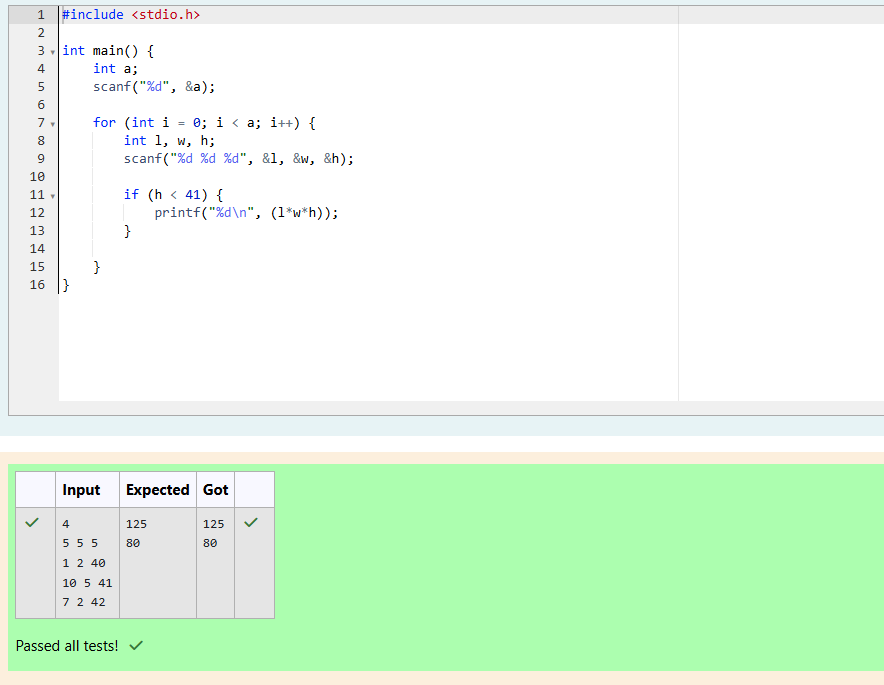 1 #include <stdio.h>
2
3 int main() {
4     int a;
5     scanf("%d", &a);
6
7     for (int i = 0; i < a; i++) {
8         int l, w, h;
9         scanf("%d %d %d", &l, &w, &h);
10
11         if (h < 41) {
12             printf("%d\n", (l*w*h));
13         }
14
15     }
16 }
Input Expected Got
4 125 125
5 5 5 80 80
1 2 40
10 5 41
7 2 42
Passed all tests!